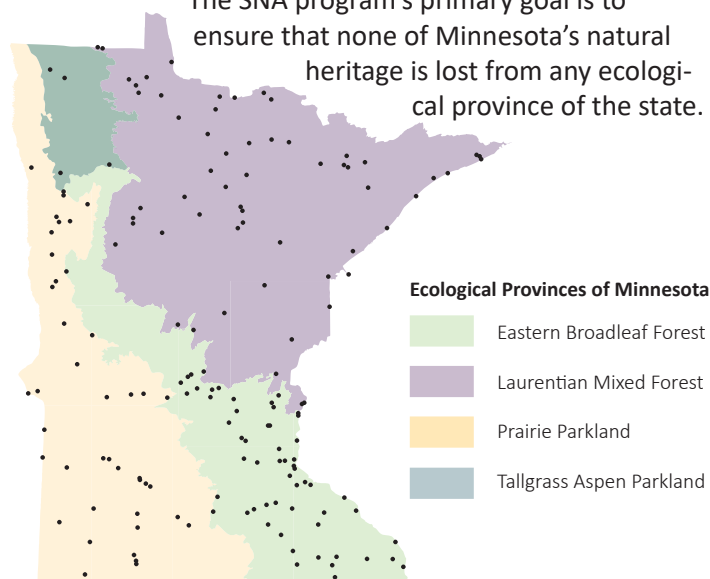 The SNA program's primary goal is to
ensure that none of Minnesota's natural
heritage is lost from any ecologi-
cal province of the state.
Ecological Provinces of Minnesota
Eastern Broadleaf Forest
Laurentian Mixed Forest
Prairie Parkland
Tallgrass Aspen Parkland